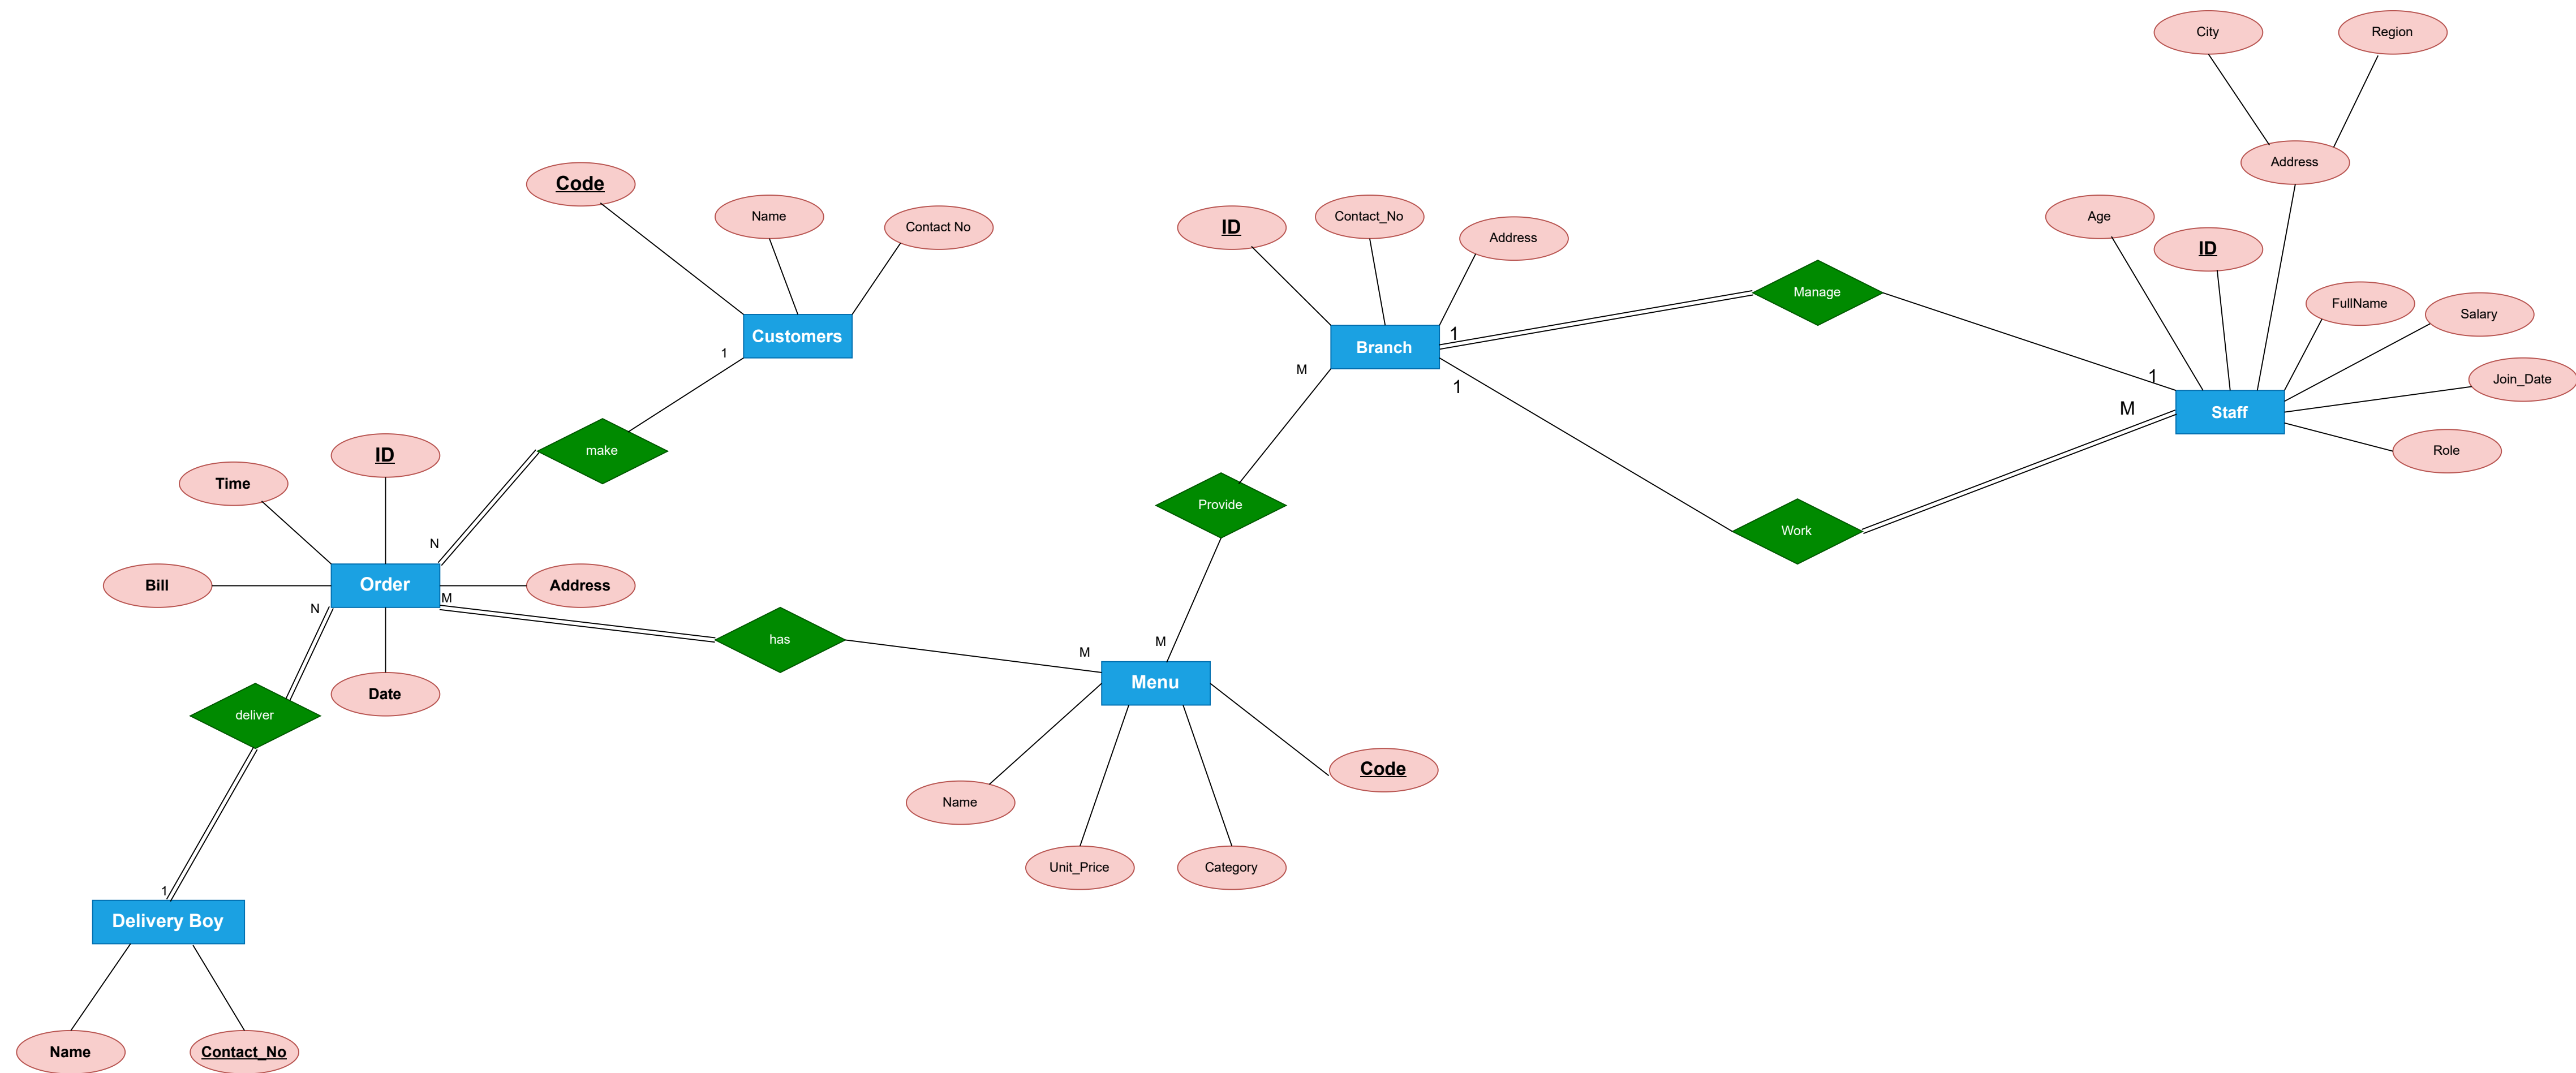 City
Region
Address
Code
Name
Contact No
ID
Contact_No
Address
Age
ID
Manage
FullName
Salary
Customers
1
Branch
1
1
M
1
Join_Date
Staff
M
Role
make
ID
Time
Provide
Work
N
Bill
Order
Address
N
M
has
M
M
Date
Menu
deliver
Code
Name
Unit_Price
Category
1
Delivery Boy
Name
Contact_No